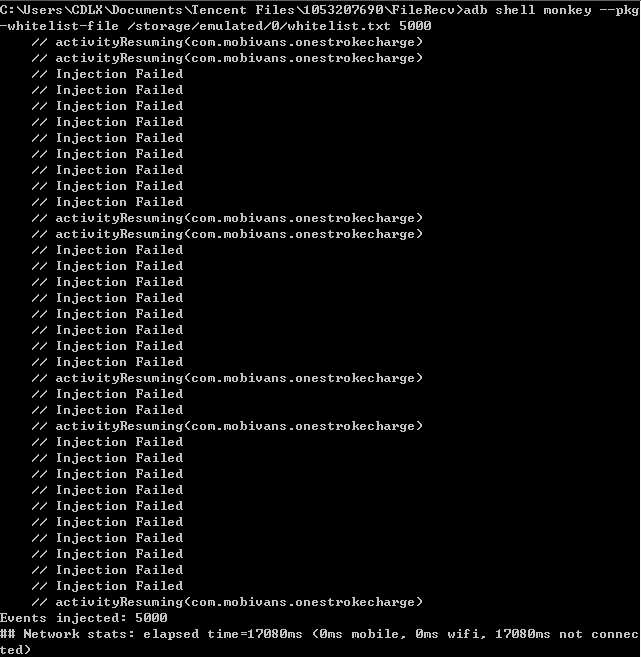 C:\Users\CDLX\Documents\Tencent Files\1053207690\FileRecv>adb shell monkey --pkg
-whitelist-file /storage/emulated/0/whitelist.txt 5000
// activityResuming(com.mobivans.onestrokecharge)
// activityResuming(com.mobivans.onestrokecharge)
// Injection Failed
// Injection Failed
// Injection Failed
// Injection Failed
// Injection Failed
// Injection Failed
// Injection Failed
// Injection Failed
// Injection Failed
// activityResuming(com.mobivans.onestrokecharge)
// activityResuming(com.mobivans.onestrokecharge)
// Injection Failed
// Injection Failed
// Injection Failed
// Injection Failed
// Injection Failed
// Injection Failed
// Injection Failed
// Injection Failed
// activityResuming(com.mobivans.onestrokecharge)
// Injection Failed
// Injection Failed
// activityResuming(com.mobivans.onestrokecharge)
// Injection Failed
// Injection Failed
// Injection Failed
// Injection Failed
// Injection Failed
// Injection Failed
// Injection Failed
// Injection Failed
// Injection Failed
// Injection Failed
// activityResuming(com.mobivans.onestrokecharge)
Events injected: 5000
## Network stats: elapsed time=17080ms (0ms mobile, 0ms wifi, 17080ms not connec
ted)